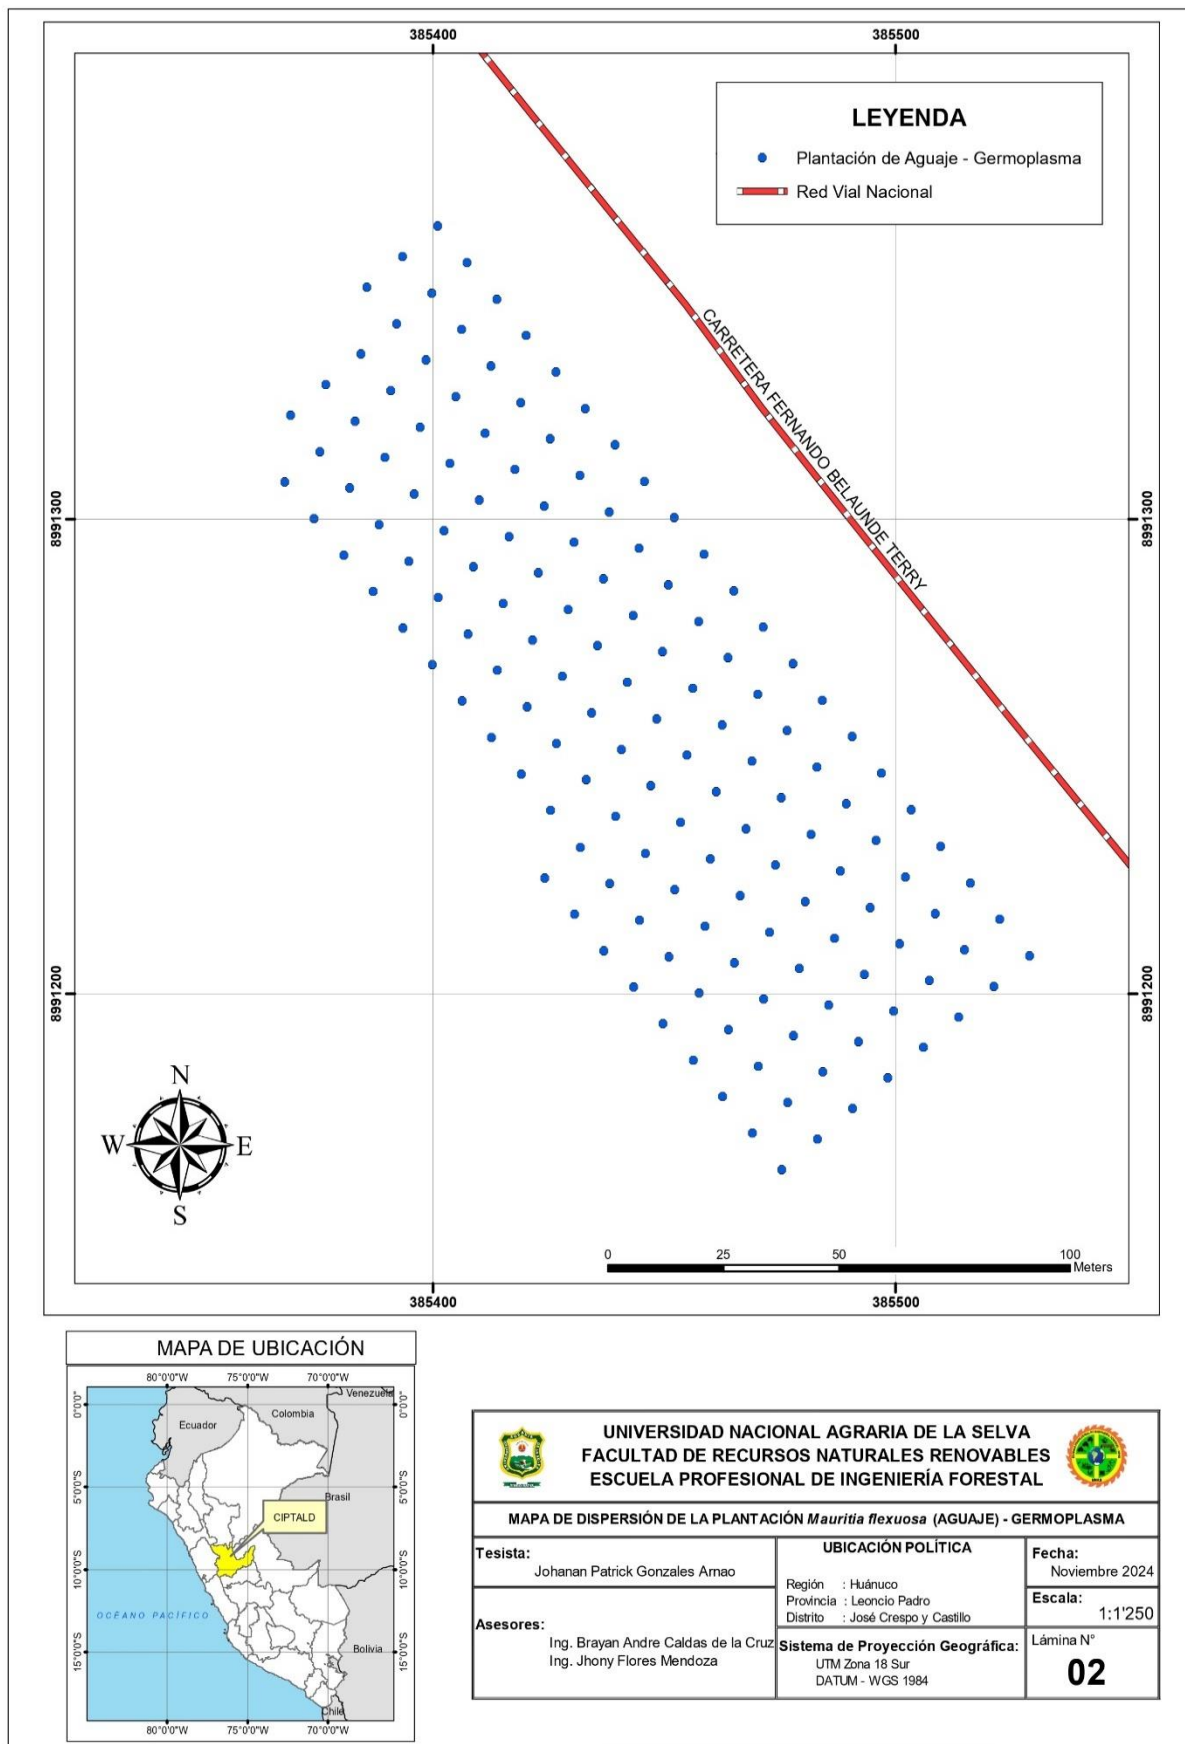 385400
385500
LEYENDA
Plantación de Aguaje - Germoplasma
Red Vial Nacional
CARRETERA FERNANDO BELAUNDE TERRY
8991300
8991300
8991200
8991200
N
W
E
S
0
25
50
100
Meters
385400
385500
MAPA DE UBICACIÓN
80°0'0"W
75°0'0"W
70°0'0"W
0°0'0"
0°0'0"
5°0'0"S
5°0'0"S
10°0'0"S
10°0'0"S
15°0'0"S
15°0'0"S
Venezuela
Colombia
Ecuador
Brasil
CIPTALD
OCÉANO PACÍFICO
Bolivia
Chile
80°0'0"W
75°0'0"W
70°0'0"W
UNIVERSIDAD NACIONAL AGRARIA DE LA SELVA
FACULTAD DE RECURSOS NATURALES RENOVABLES
ESCUELA PROFESIONAL DE INGENIERÍA FORESTAL
MAPA DE DISPERSIÓN DE LA PLANTACIÓN Mauritia flexuosa (AGUAJE) - GERMOPLASMA
Tesista:
Johanan Patrick Gonzales Arnao
Asesores:
Ing. Brayan Andre Caldas de la Cruz
Ing. Jhony Flores Mendoza
UBICACIÓN POLÍTICA
Región : Huánuco
Provincia : Leoncio Padro
Distrito : José Crespo y Castillo
Sistema de Proyección Geográfica:
UTM Zona 18 Sur
DATUM - WGS 1984
Fecha:
Noviembre 2024
Escala:
1:1'250
Lámina N°
02